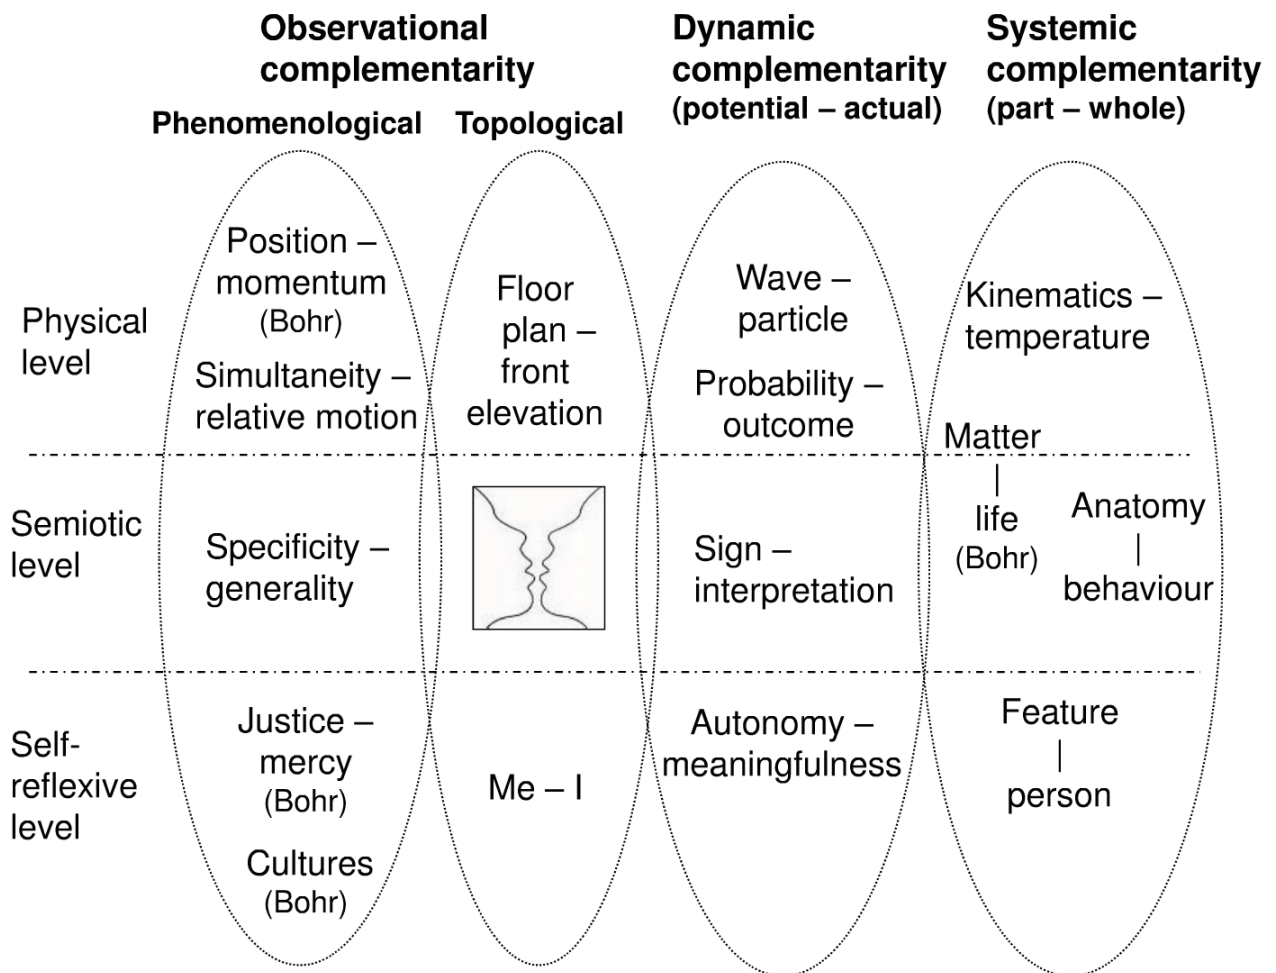 Observational
complementarity
Dynamic
complementarity
(potential – actual)
Systemic
complementarity
(part – whole)
Phenomenological
Topological
Physical
level
Position –
momentum
(Bohr)
Simultaneity –
relative motion
Floor
plan –
front
elevation
Wave –
particle
Probability –
outcome
Kinematics –
temperature
Matter
|
life
(Bohr)
Semiotic
level
Specificity –
generality
Sign –
interpretation
Anatomy
|
behaviour
Self-
reflexive
level
Justice –
mercy
(Bohr)
Cultures
(Bohr)
Me – I
Autonomy –
meaningfulness
Feature
|
person